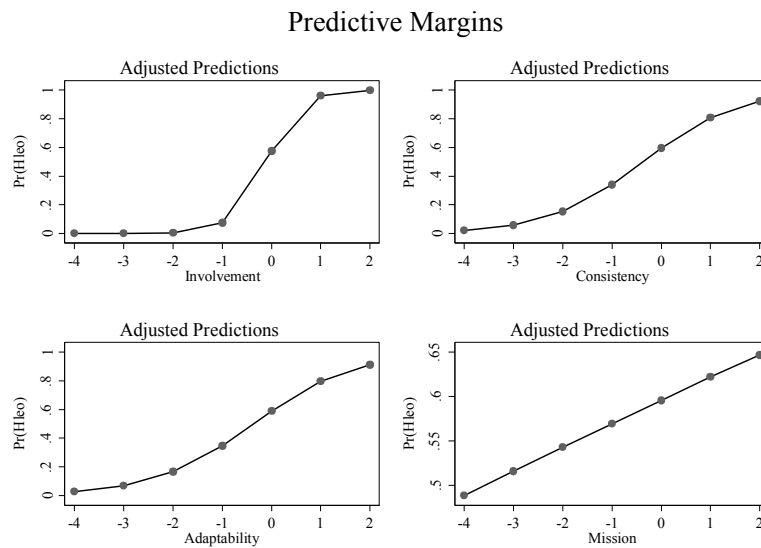 Predictive Margins
Adjusted Predictions
Pr(Hleo)
0 .2 .4 .6 .8 1
-4 -3 -2 -1 0 1 2
Involvement
Adjusted Predictions
Pr(Hleo)
0 .2 .4 .6 .8 1
-4 -3 -2 -1 0 1 2
Consistency
Adjusted Predictions
Pr(Hleo)
0 .2 .4 .6 .8 1
-4 -3 -2 -1 0 1 2
Adaptability
Adjusted Predictions
Pr(Hleo)
.5 .55 .6 .65
-4 -3 -2 -1 0 1 2
Mission